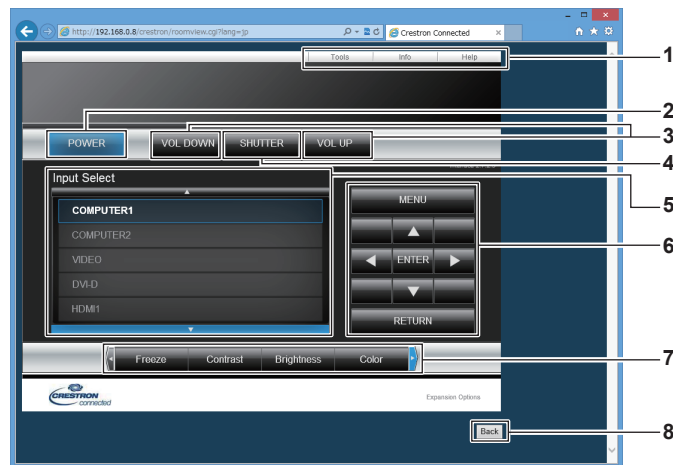 http://192.168.0.8/crestron/roomview.cgi?lang=jp
Crestron Connected
Tools Info Help 1
2
POWER VOL DOWN SHUTTER VOL UP 3
4
Input Select
MENU 5
COMPUTER1
COMPUTER2
VIDEO ENTER 6
DVI-D
HDMI1
RETURN
Freeze Contrast Brightness Color 7
CRESTRON
connected
Expansion Options
Back 8